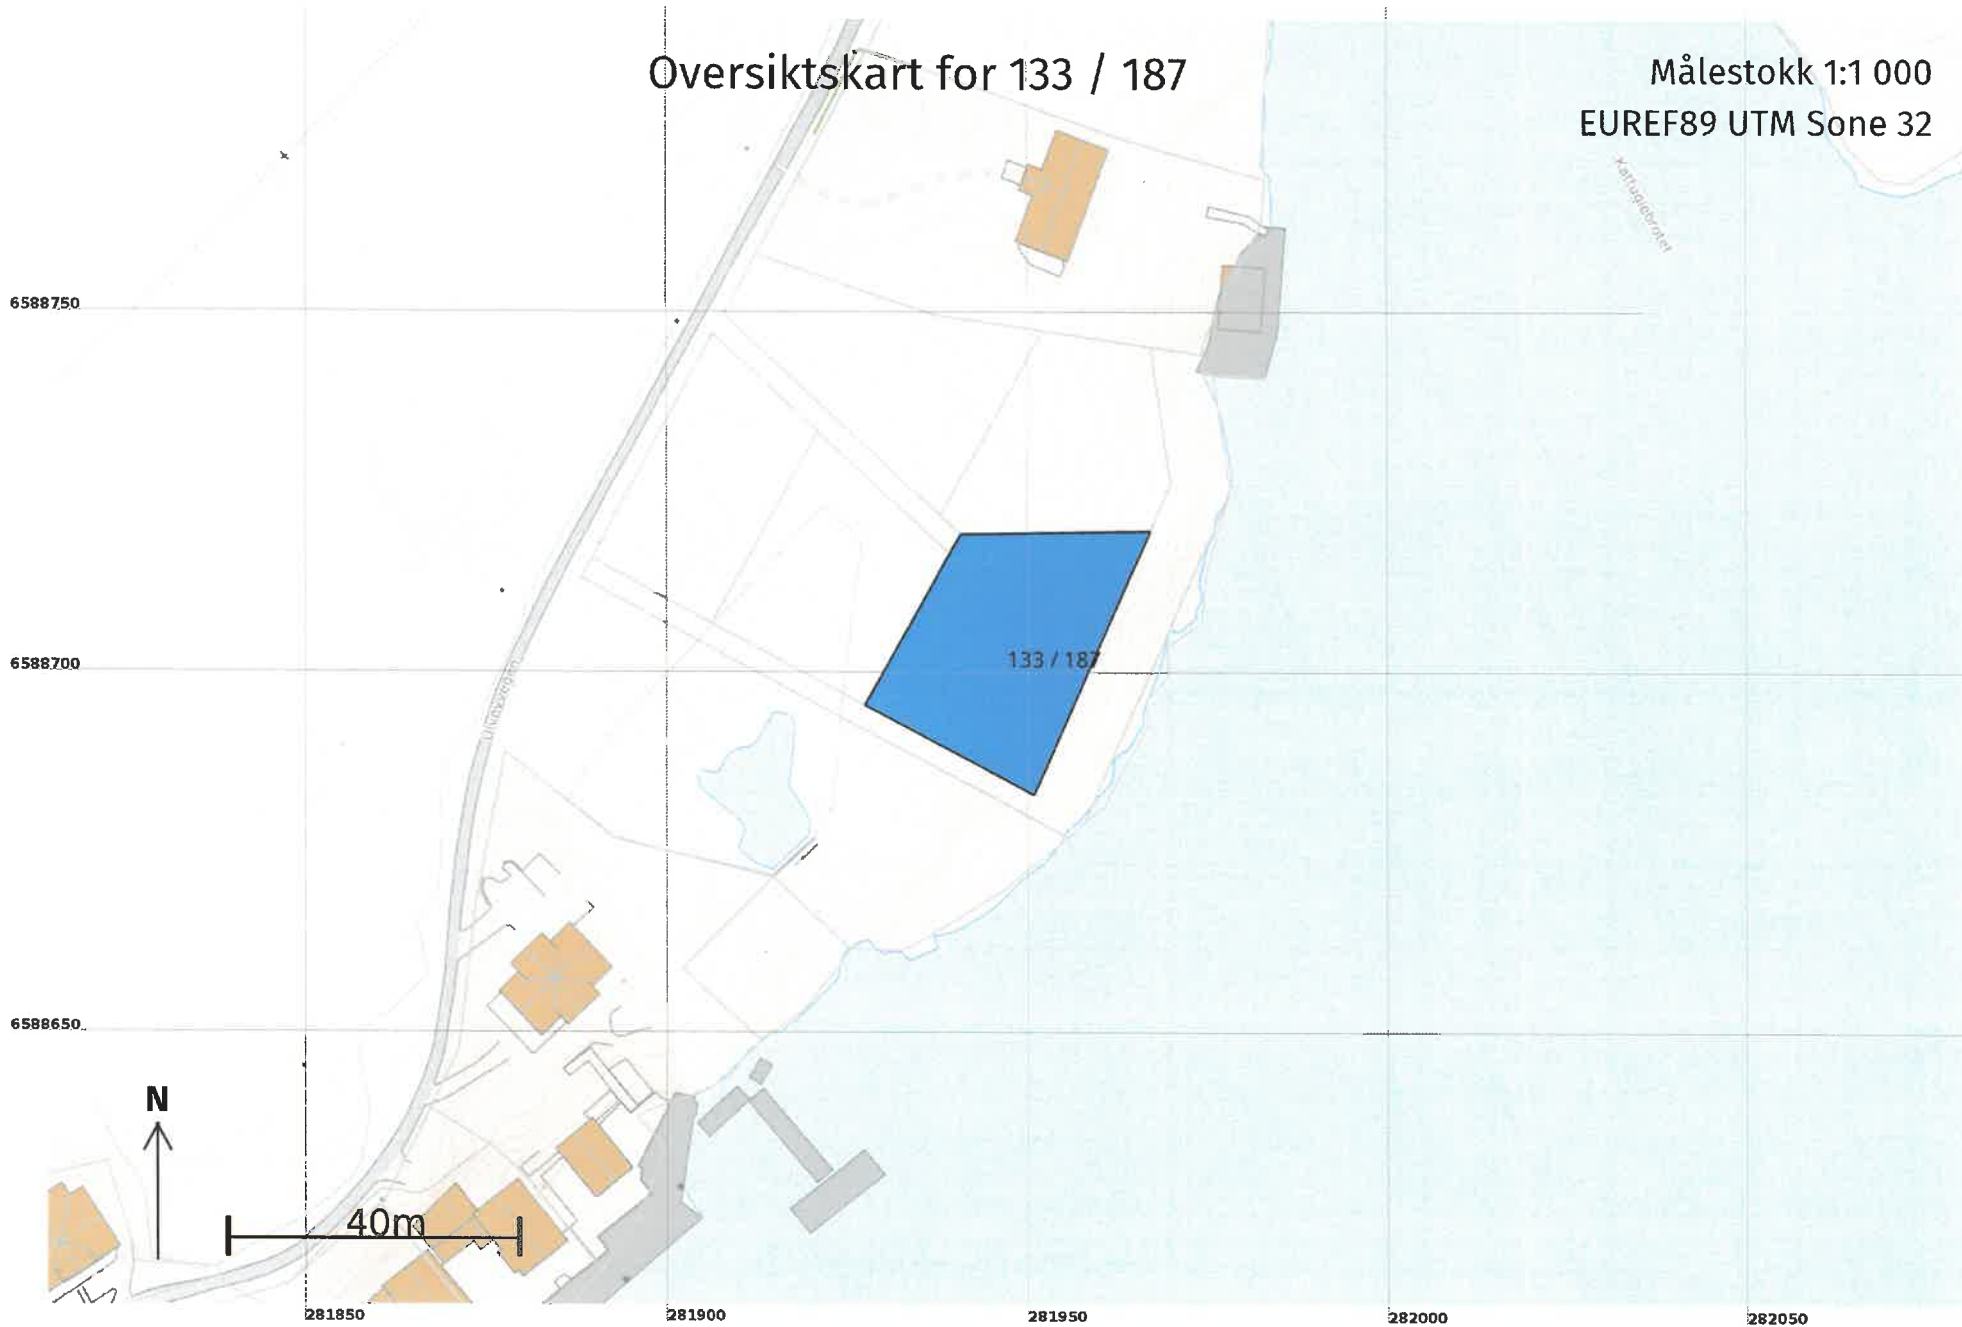 Oversiktskart for 133 / 187
Målestokk 1:1 000
EUREF89 UTM Sone 32
6588750
133 / 187
6588700
6588650
N
40m
281850
281900
281950
282000
282050